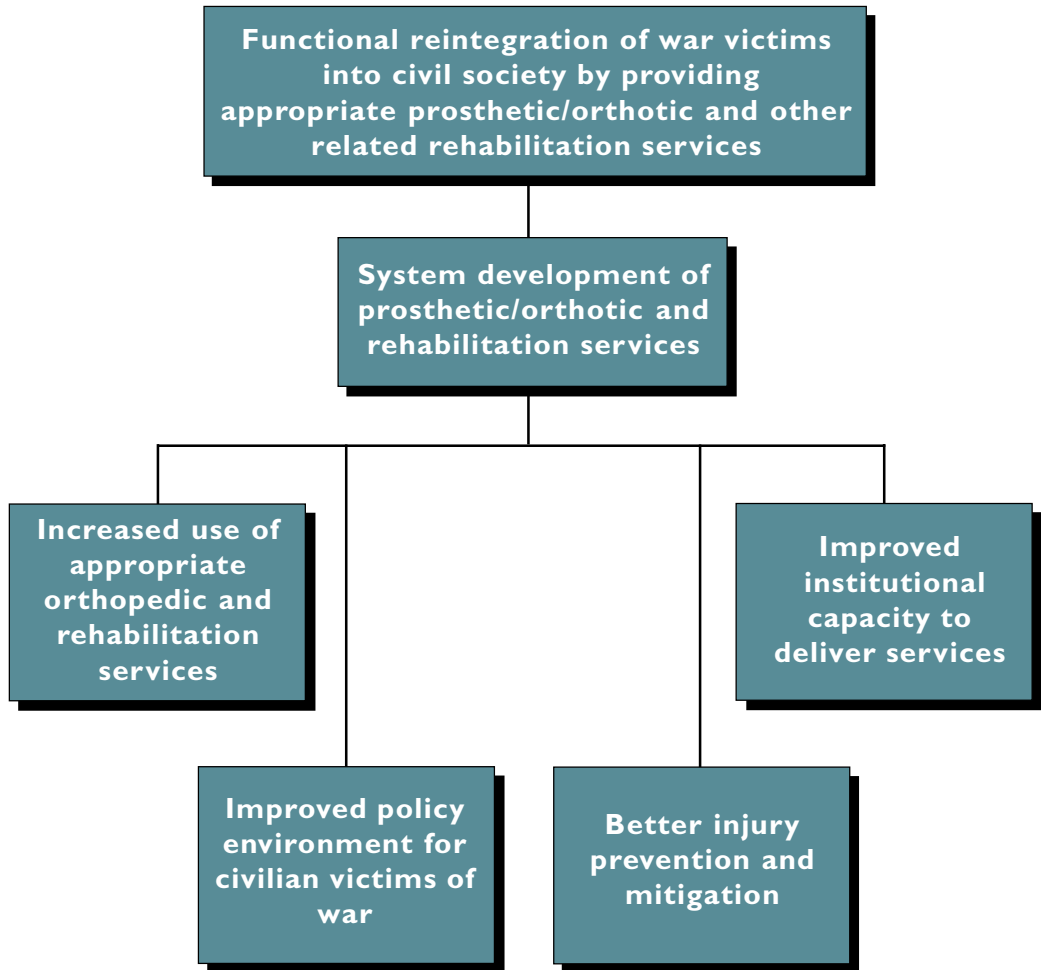 Functional reintegration of war victims
into civil society by providing
appropriate prosthetic/orthotic and other
related rehabilitation services
System development of
prosthetic/orthotic and
rehabilitation services
Increased use of
appropriate
orthopedic and
rehabilitation
services
Improved policy
environment for
civilian victims of
war
Better injury
prevention and
mitigation
Improved
institutional
capacity to
deliver services